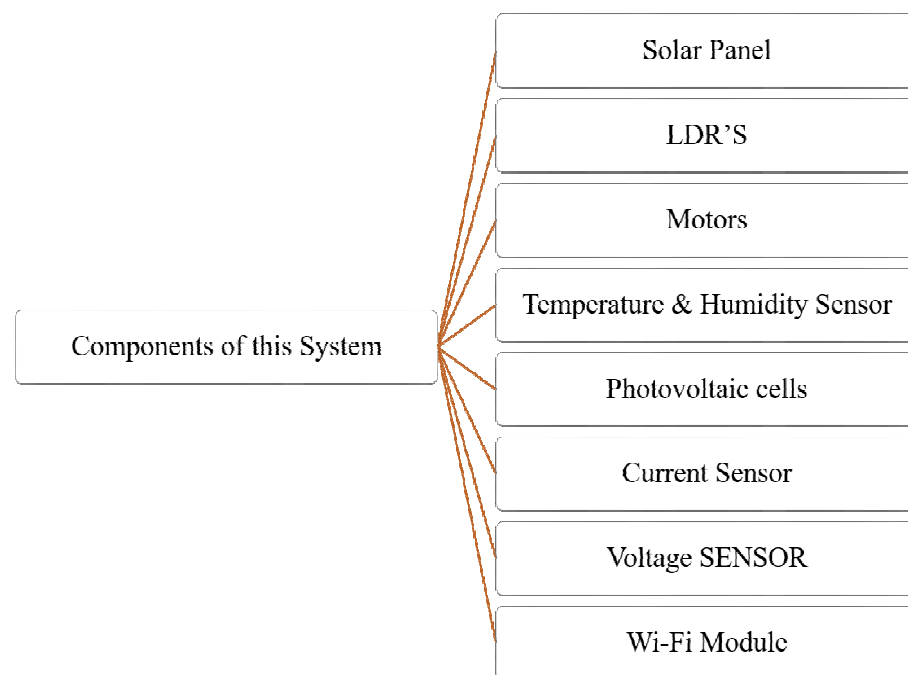 Solar Panel
LDR’S
Motors
Temperature & Humidity Sensor
Components of this System
Photovoltaic cells
Current Sensor
Voltage SENSOR
Wi-Fi Module